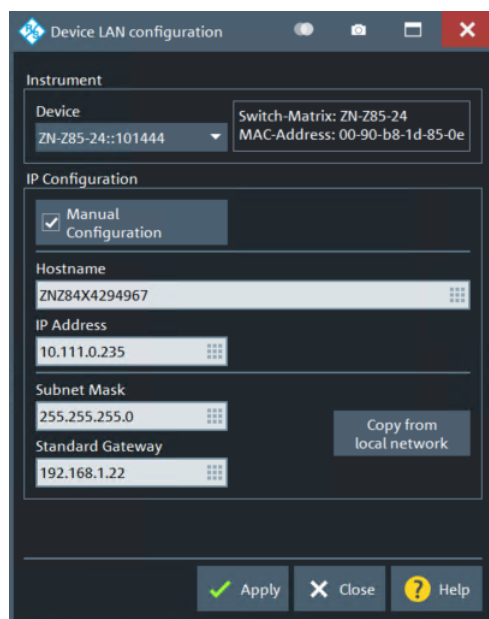 Device LAN configuration
Instrument
Device
ZN-Z85-24::101444
Switch-Matrix: ZN-Z85-24
MAC-Address: 00-90-b8-1d-85-0e
IP Configuration
Manual
Configuration
Hostname
ZNZ84X4294967
IP Address
10.111.0.235
Subnet Mask
255.255.255.0
Copy from
local network
Standard Gateway
192.168.1.22
Apply
Close
? Help